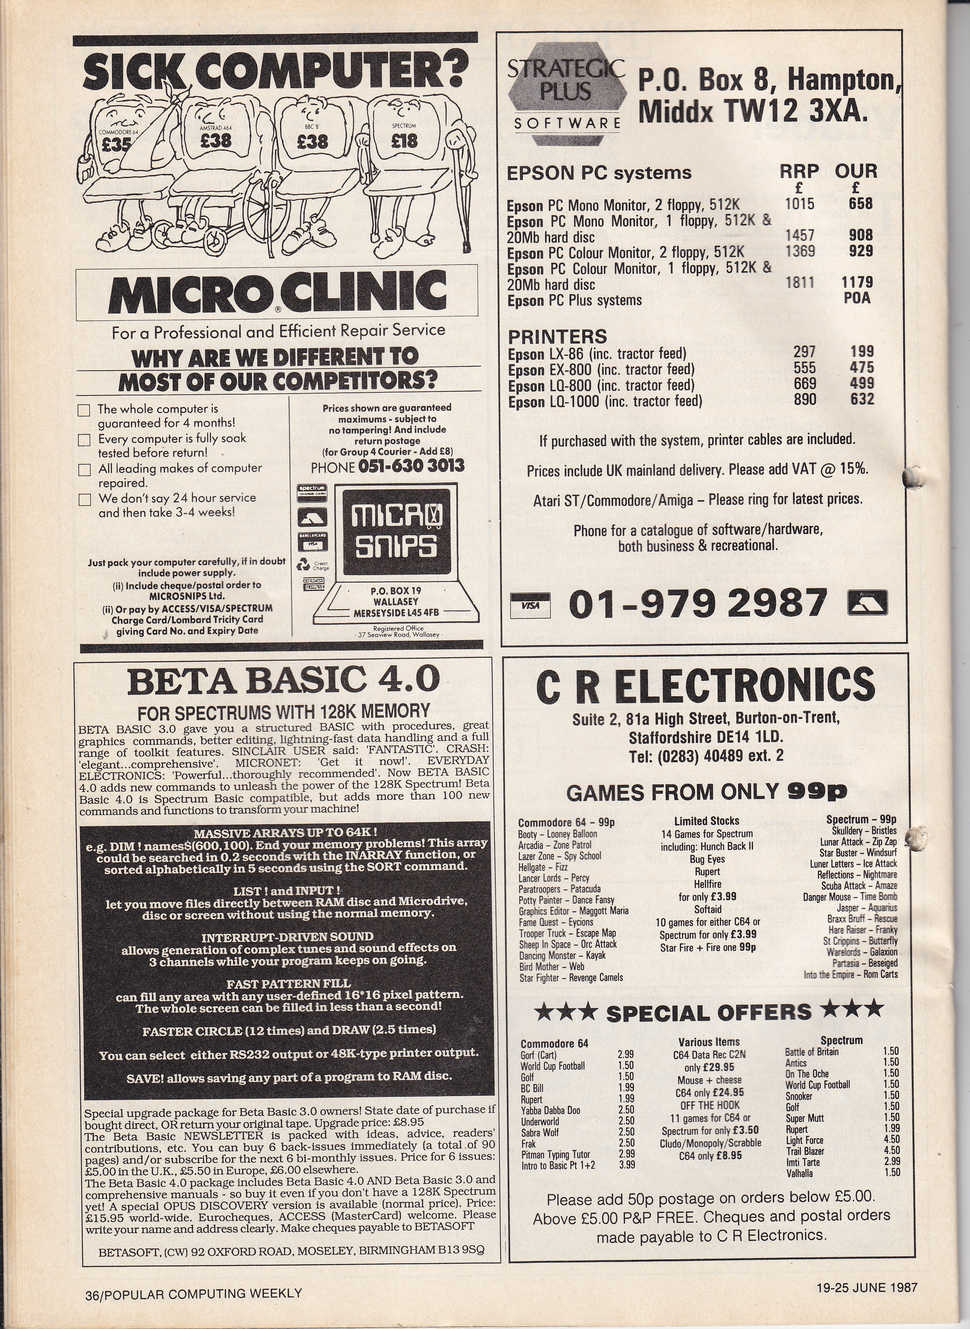 SICK COMPUTER?
COMMODORE 64
£35
AMSTRAD 464
£38
BBC B
£38
SPECTRUM
£18
MICRO CLINIC
For a Professional and Efficient Repair Service
WHY ARE WE DIFFERENT TO
MOST OF OUR COMPETITORS?
The whole computer is
guaranteed for 4 months!
Every computer is fully soak
tested before return!
All leading makes of computer
repaired.
We don't say 24 hour service
and then take 3-4 weeks!
Just pack your computer carefully, if in doubt
include power supply.
(ii) Include cheque/postal order to
MICROSNIPS Ltd.
(ii) Or pay by ACCESS/VISA/SPECTRUM
Charge Card/Lombard Tricity Card
giving Card No. and Expiry Date
Prices shown are guaranteed
maximums - subject to
no tampering! And include
return postage
(for Group 4 Courier - Add £8)
PHONE 051-630 3013
spectrum
BARCLAYCARD
VISA
Credit
Charge
MICRO
SNIPS
P.O. BOX 19
WALLASEY
MERSEYSIDE L45 4FB
Registered Office
37 Seaview Road, Wallasey
STRATEGIC
PLUS
SOFTWARE
P.O. Box 8, Hampton,
Middx TW12 3XA.
EPSON PC systems RRP OUR
£ £
Epson PC Mono Monitor, 2 floppy, 512K 1015 658
Epson PC Mono Monitor, 1 floppy, 512K &
20Mb hard disc 1457 908
Epson PC Colour Monitor, 2 floppy, 512K 1369 929
Epson PC Colour Monitor, 1 floppy, 512K &
20Mb hard disc 1811 1179
Epson PC Plus systems POA
PRINTERS
Epson LX-86 (inc. tractor feed) 297 199
Epson EX-800 (inc. tractor feed) 555 475
Epson LQ-800 (inc. tractor feed) 669 499
Epson LQ-1000 (inc. tractor feed) 890 632
If purchased with the system, printer cables are included.
Prices include UK mainland delivery. Please add VAT @ 15%.
Atari ST/Commodore/Amiga – Please ring for latest prices.
Phone for a catalogue of software/hardware,
both business & recreational.
VISA
01-979 2987
BETA BASIC 4.0
FOR SPECTRUMS WITH 128K MEMORY
BETA BASIC 3.0 gave you a structured BASIC with procedures, great
graphics commands, better editing, lightning-fast data handling and a full
range of toolkit features. SINCLAIR USER said: 'FANTASTIC'. CRASH:
'elegant...comprehensive'. MICRONET: 'Get it now!'. EVERYDAY
ELECTRONICS: 'Powerful...thoroughly recommended'. Now BETA BASIC
4.0 adds new commands to unleash the power of the 128K Spectrum! Beta
Basic 4.0 is Spectrum Basic compatible, but adds more than 100 new
commands and functions to transform your machine!
MASSIVE ARRAYS UP TO 64K !
e.g. DIM ! names$(600,100). End your memory problems! This array
could be searched in 0.2 seconds with the INARRAY function, or
sorted alphabetically in 5 seconds using the SORT command.
LIST ! and INPUT !
let you move files directly between RAM disc and Microdrive,
disc or screen without using the normal memory.
INTERRUPT-DRIVEN SOUND
allows generation of complex tunes and sound effects on
3 channels while your program keeps on going.
FAST PATTERN FILL
can fill any area with any user-defined 16*16 pixel pattern.
The whole screen can be filled in less than a second!
FASTER CIRCLE (12 times) and DRAW (2.5 times)
You can select either RS232 output or 48K-type printer output.
SAVE! allows saving any part of a program to RAM disc.
Special upgrade package for Beta Basic 3.0 owners! State date of purchase if
bought direct, OR return your original tape. Upgrade price: £8.95
The Beta Basic NEWSLETTER is packed with ideas, advice, readers'
contributions, etc. You can buy 6 back-issues immediately (a total of 90
pages) and/or subscribe for the next 6 bi-monthly issues. Price for 6 issues:
£5.00 in the U.K., £5.50 in Europe, £6.00 elsewhere.
The Beta Basic 4.0 package includes Beta Basic 4.0 AND Beta Basic 3.0 and
comprehensive manuals - so buy it even if you don't have a 128K Spectrum
yet! A special OPUS DISCOVERY version is available (normal price). Price:
£15.95 world-wide. Eurocheques, ACCESS (MasterCard) welcome. Please
write your name and address clearly. Make cheques payable to BETASOFT
BETASOFT, (CW) 92 OXFORD ROAD, MOSELEY, BIRMINGHAM B13 9SQ
C R ELECTRONICS
Suite 2, 81a High Street, Burton-on-Trent,
Staffordshire DE14 1LD.
Tel: (0283) 40489 ext. 2
GAMES FROM ONLY 99p
Commodore 64 – 99p
Booty – Looney Balloon
Arcadia – Zone Patrol
Lazer Zone – Spy School
Hellgate – Fizz
Lancer Lords – Percy
Paratroopers – Patacuda
Potty Painter – Dance Fansy
Graphics Editor – Maggott Maria
Fame Quest – Eycions
Trooper Truck – Escape Map
Sheep In Space – Orc Attack
Dancing Monster – Kayak
Bird Mother – Web
Star Fighter – Revenge Camels
Limited Stocks
14 Games for Spectrum
including: Hunch Back II
Bug Eyes
Rupert
Hellfire
for only £3.99
Softaid
10 games for either C64 or
Spectrum for only £3.99
Star Fire + Fire one 99p
Spectrum – 99p
Skulldery – Bristles
Lunar Attack – Zip Zap
Star Buster – Windsurf
Luner Letters – Ice Attack
Reflections – Nightmare
Scuba Attack – Amaze
Danger Mouse – Time Bomb
Jasper – Aquarius
Braxx Bruff – Rescue
Hare Raiser – Franky
St Crippins – Butterfly
Warelords – Galaxion
Partasia – Beseiged
Into the Empire – Rom Carts
★★★ SPECIAL OFFERS ★★★
Commodore 64
Gorf (Cart) 2.99
World Cup Football 1.50
Golf 1.50
BC Bill 1.99
Rupert 1.99
Yabba Dabba Doo 2.50
Underworld 2.50
Sabra Wolf 2.50
Frak 2.50
Pitman Typing Tutor 2.99
Intro to Basic Pt 1+2 3.99
Various Items
C64 Data Rec C2N
only £29.95
Mouse + cheese
C64 only £24.95
OFF THE HOOK
11 games for C64 or
Spectrum for only £3.50
Cludo/Monopoly/Scrabble
C64 only £8.95
Spectrum
Battle of Britain 1.50
Antics 1.50
On The Oche 1.50
World Cup Football 1.50
Snooker 1.50
Golf 1.50
Super Mutt 1.50
Rupert 1.99
Light Force 4.50
Trail Blazer 4.50
Imti Tarte 2.99
Valhalla 1.50
Please add 50p postage on orders below £5.00.
Above £5.00 P&P FREE. Cheques and postal orders
made payable to C R Electronics.
36/POPULAR COMPUTING WEEKLY
19-25 JUNE 1987